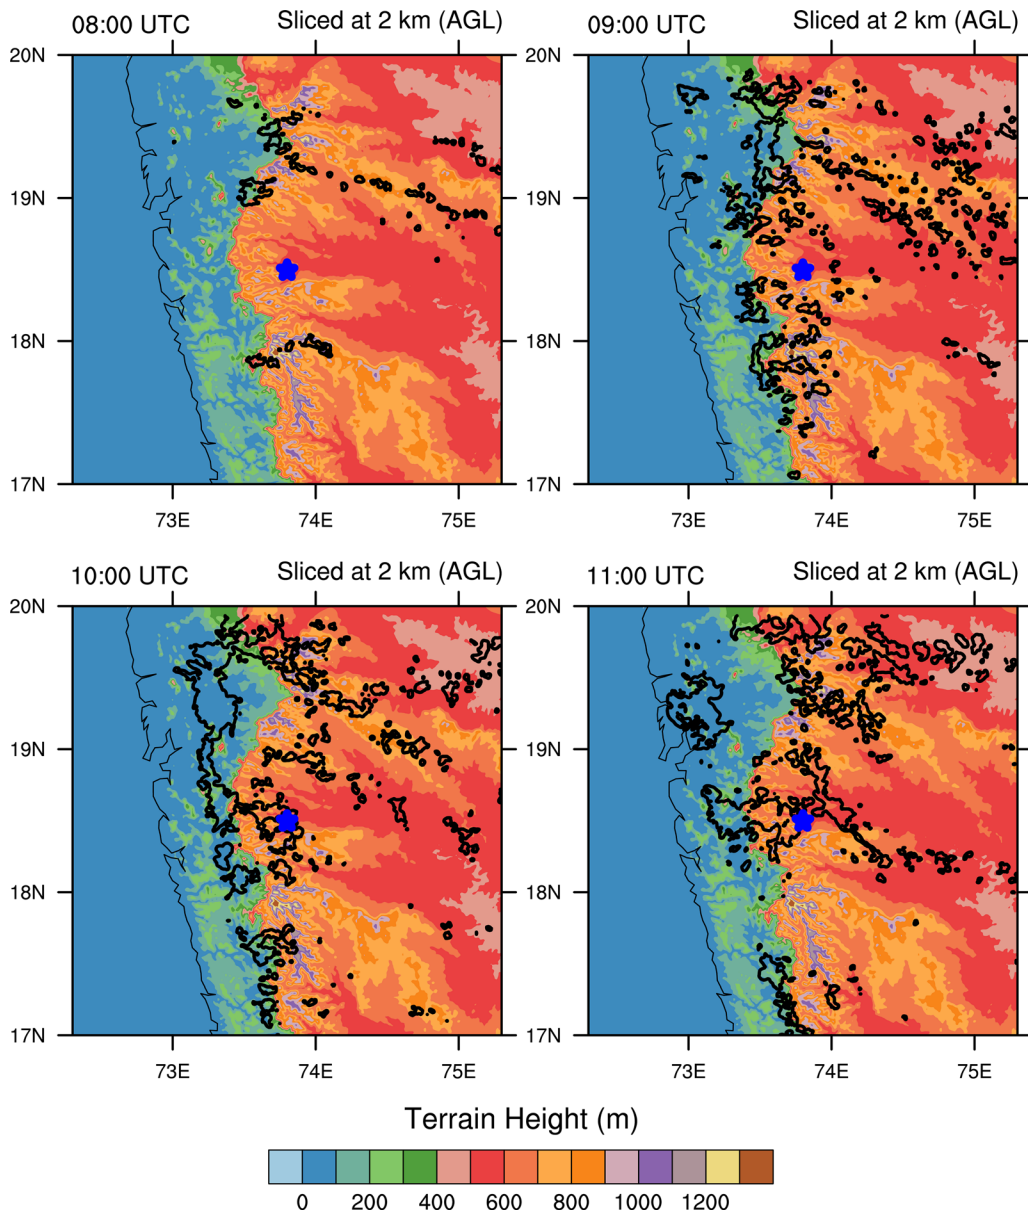 08:00 UTC Sliced at 2 km (AGL)
09:00 UTC Sliced at 2 km (AGL)
20N
19N
18N
17N
73E 74E 75E
20N
19N
18N
17N
73E 74E 75E
10:00 UTC Sliced at 2 km (AGL)
11:00 UTC Sliced at 2 km (AGL)
20N
19N
18N
17N
73E 74E 75E
20N
19N
18N
17N
73E 74E 75E
Terrain Height (m)
0 200 400 600 800 1000 1200